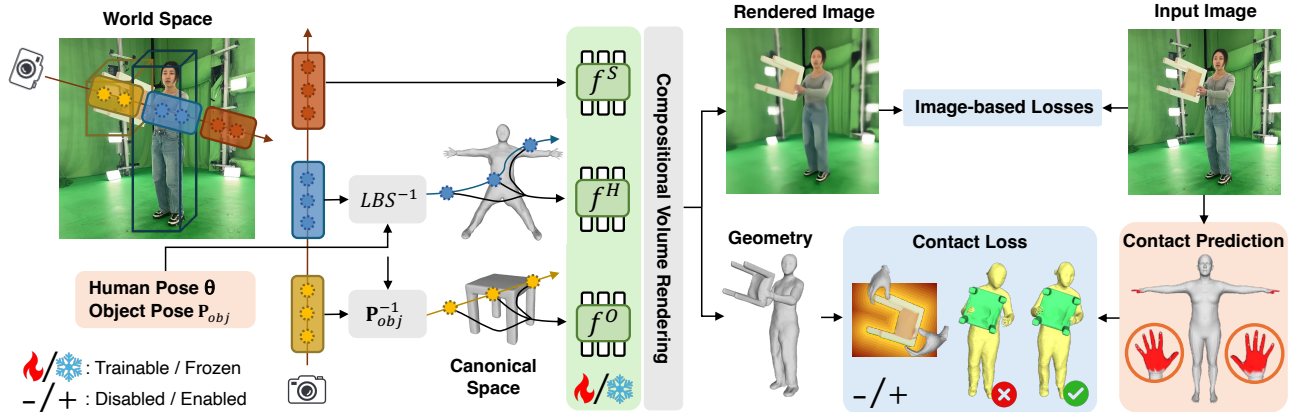 World Space
Rendered Image
Input Image
f^S
Image-based Losses
LBS⁻¹
f^H
Compositional Volume Rendering
Geometry
Contact Loss
Contact Prediction
Human Pose θ
Object Pose P_obj
P_obj^-1
f^O
Canonical
Space
🔥/❄ : Trainable / Frozen
– / + : Disabled / Enabled
– / +